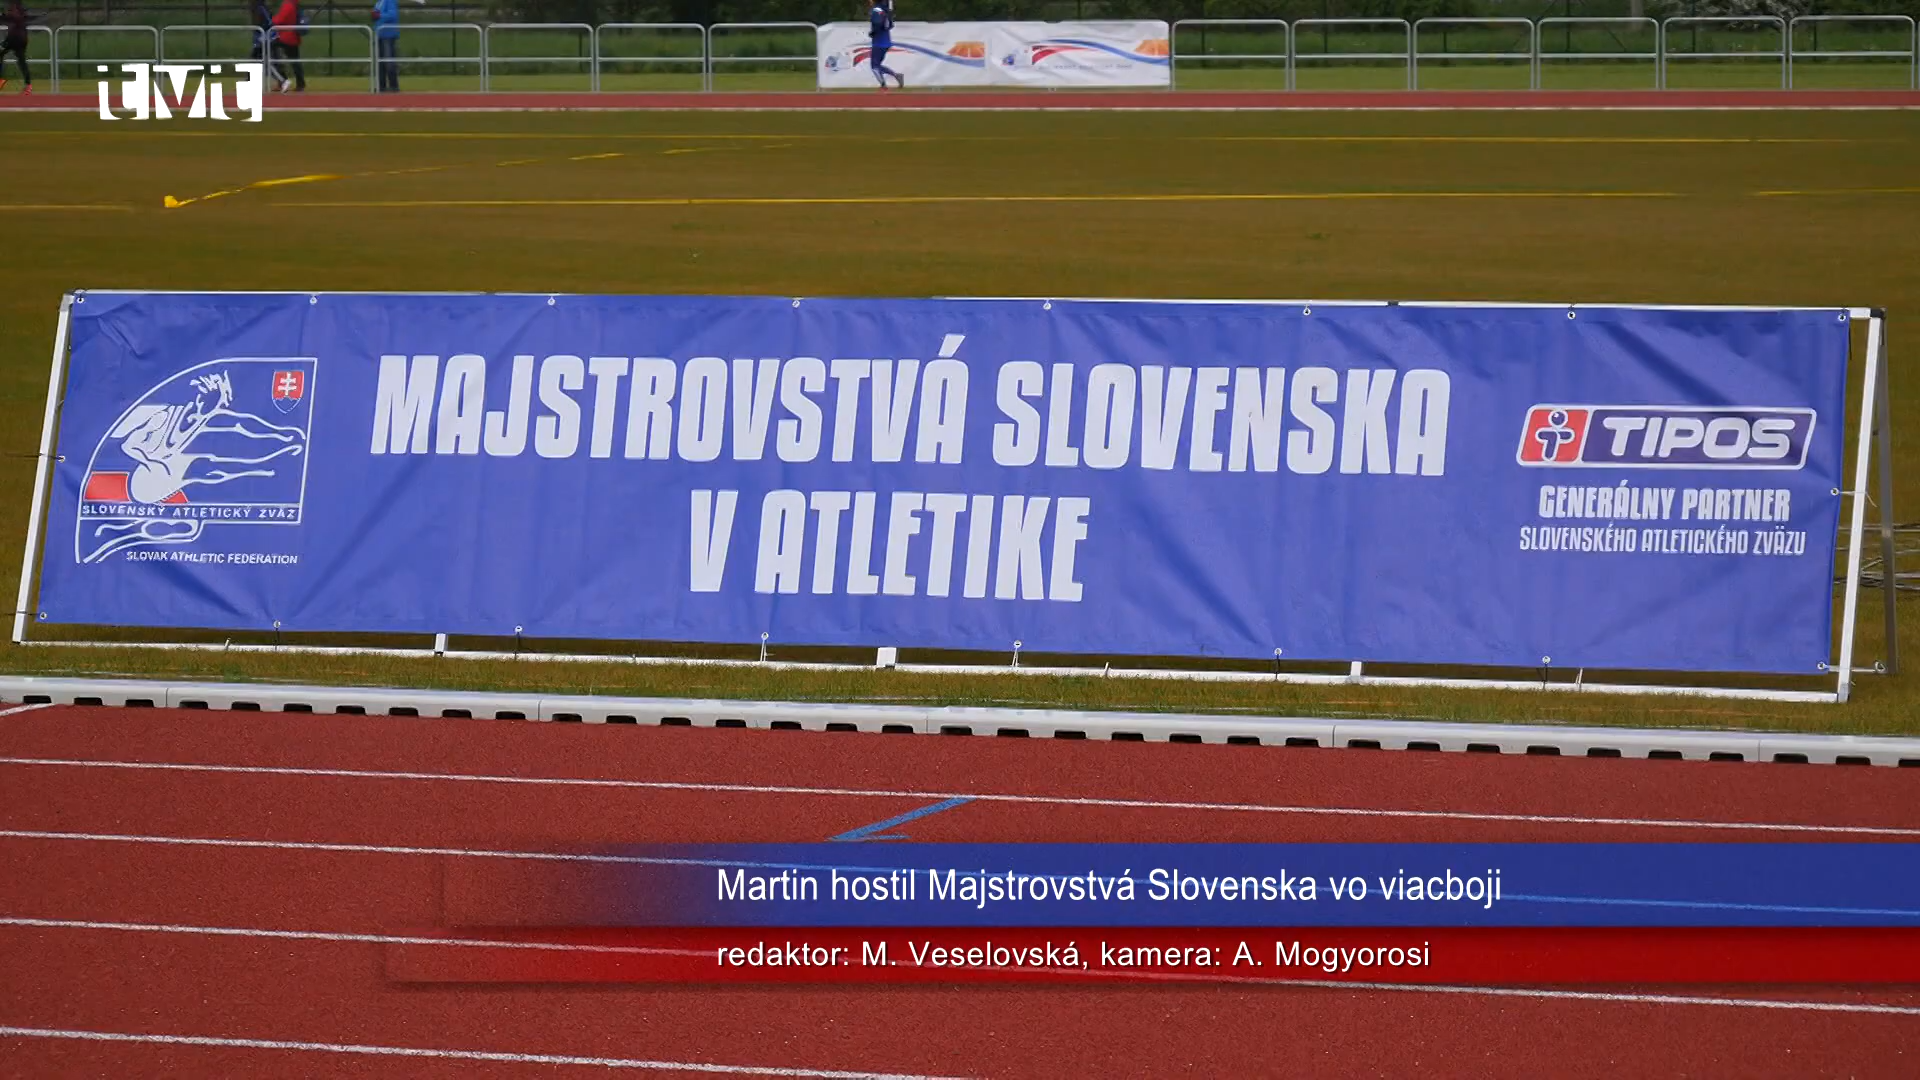 tvt
MAJSTROVSTVÁ SLOVENSKA
V ATLETIKE
SLOVENSKÝ ATLETICKÝ ZVÄZ
SLOVAK ATHLETIC FEDERATION
TIPOS
GENERÁLNY PARTNER
SLOVENSKÉHO ATLETICKÉHO ZVÄZU
Martin hostil Majstrovstvá Slovenska vo viacboji
redaktor: M. Veselovská, kamera: A. Mogyorosi